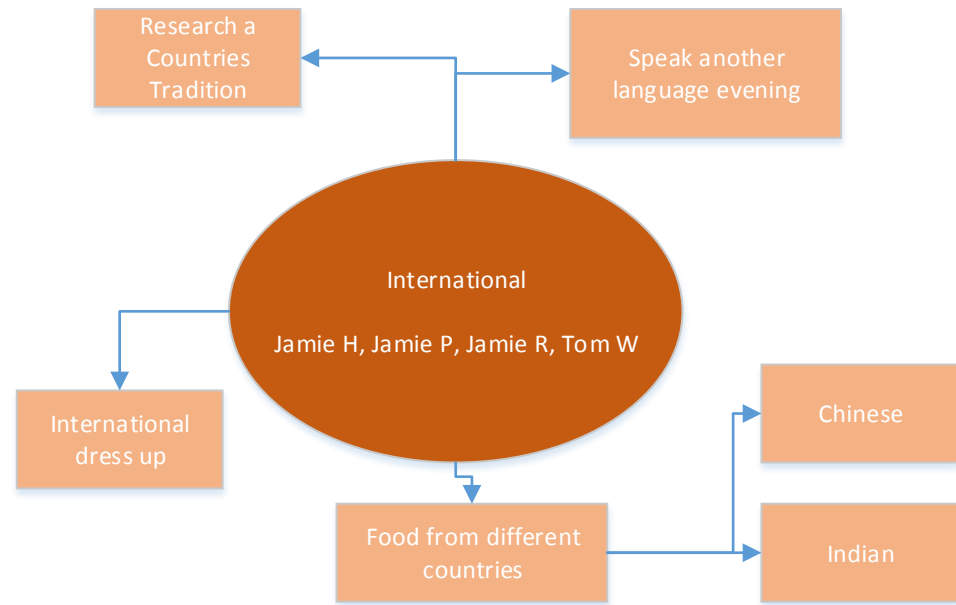 Research a
Countries
Tradition
Speak another
language evening
International
Jamie H, Jamie P, Jamie R, Tom W
International
dress up
Chinese
Food from different
countries
Indian